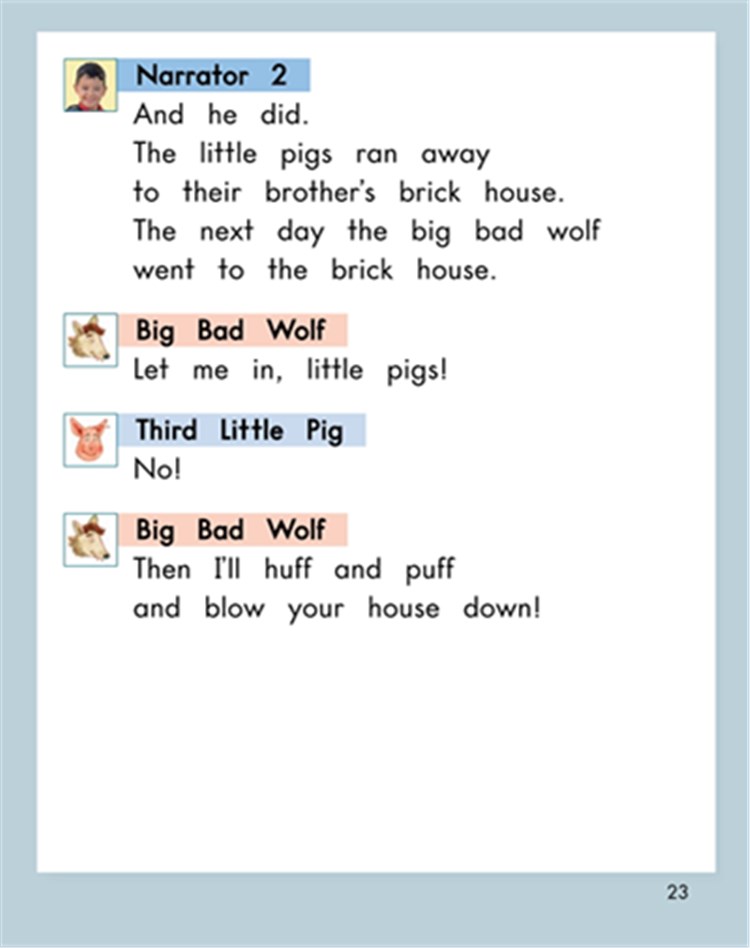 Narrator 2
And he did.
The little pigs ran away
to their brother's brick house.
The next day the big bad wolf
went to the brick house.
Big Bad Wolf
Let me in, little pigs!
Third Little Pig
No!
Big Bad Wolf
Then I'll huff and puff
and blow your house down!
23